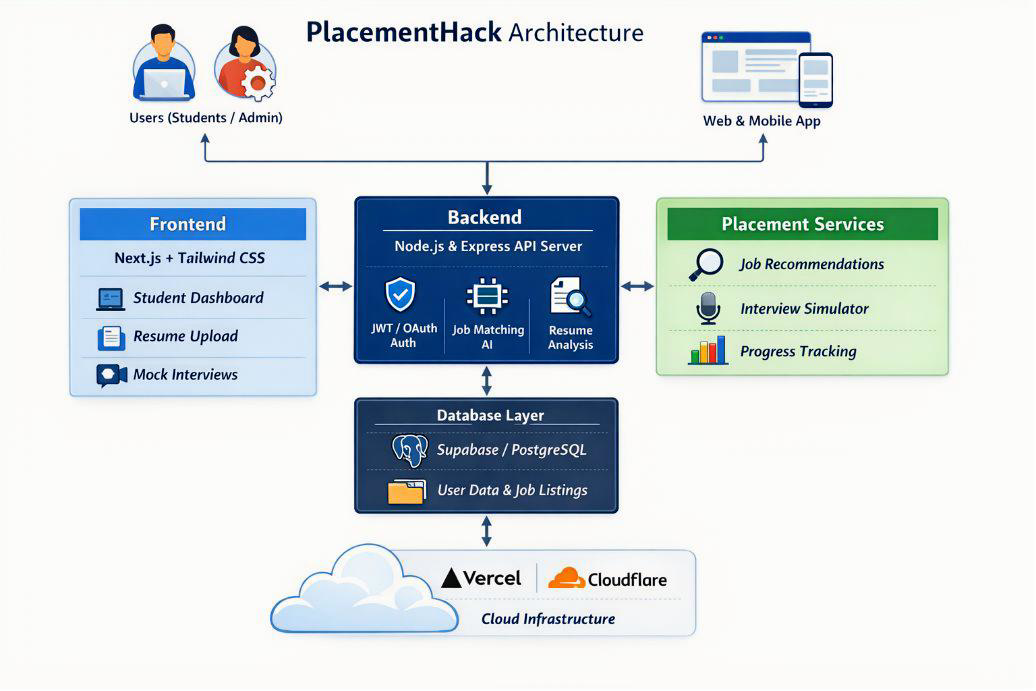 PlacementHack Architecture
Users (Students / Admin)
Web & Mobile App
Frontend
Next.js + Tailwind CSS
Student Dashboard
Resume Upload
Mock Interviews
Backend
Node.js & Express API Server
JWT / OAuth
Auth
Job Matching
AI
Resume
Analysis
Placement Services
Job Recommendations
Interview Simulator
Progress Tracking
Database Layer
Supabase / PostgreSQL
User Data & Job Listings
Vercel
Cloudflare
Cloud Infrastructure